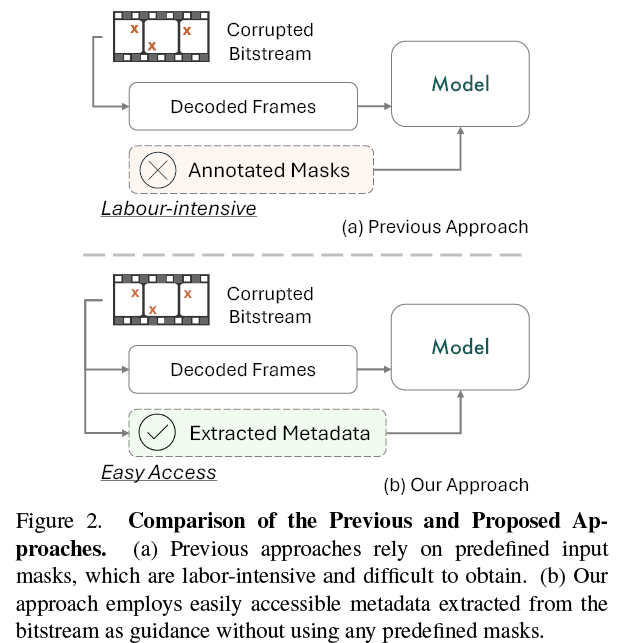 x x x
Corrupted
Bitstream
Decoded Frames
Model
Annotated Masks
Labour-intensive
(a) Previous Approach
x x x
Corrupted
Bitstream
Decoded Frames
Model
Extracted Metadata
Easy Access
(b) Our Approach
Figure 2. Comparison of the Previous and Proposed Ap-
proaches. (a) Previous approaches rely on predefined input
masks, which are labor-intensive and difficult to obtain. (b) Our
approach employs easily accessible metadata extracted from the
bitstream as guidance without using any predefined masks.